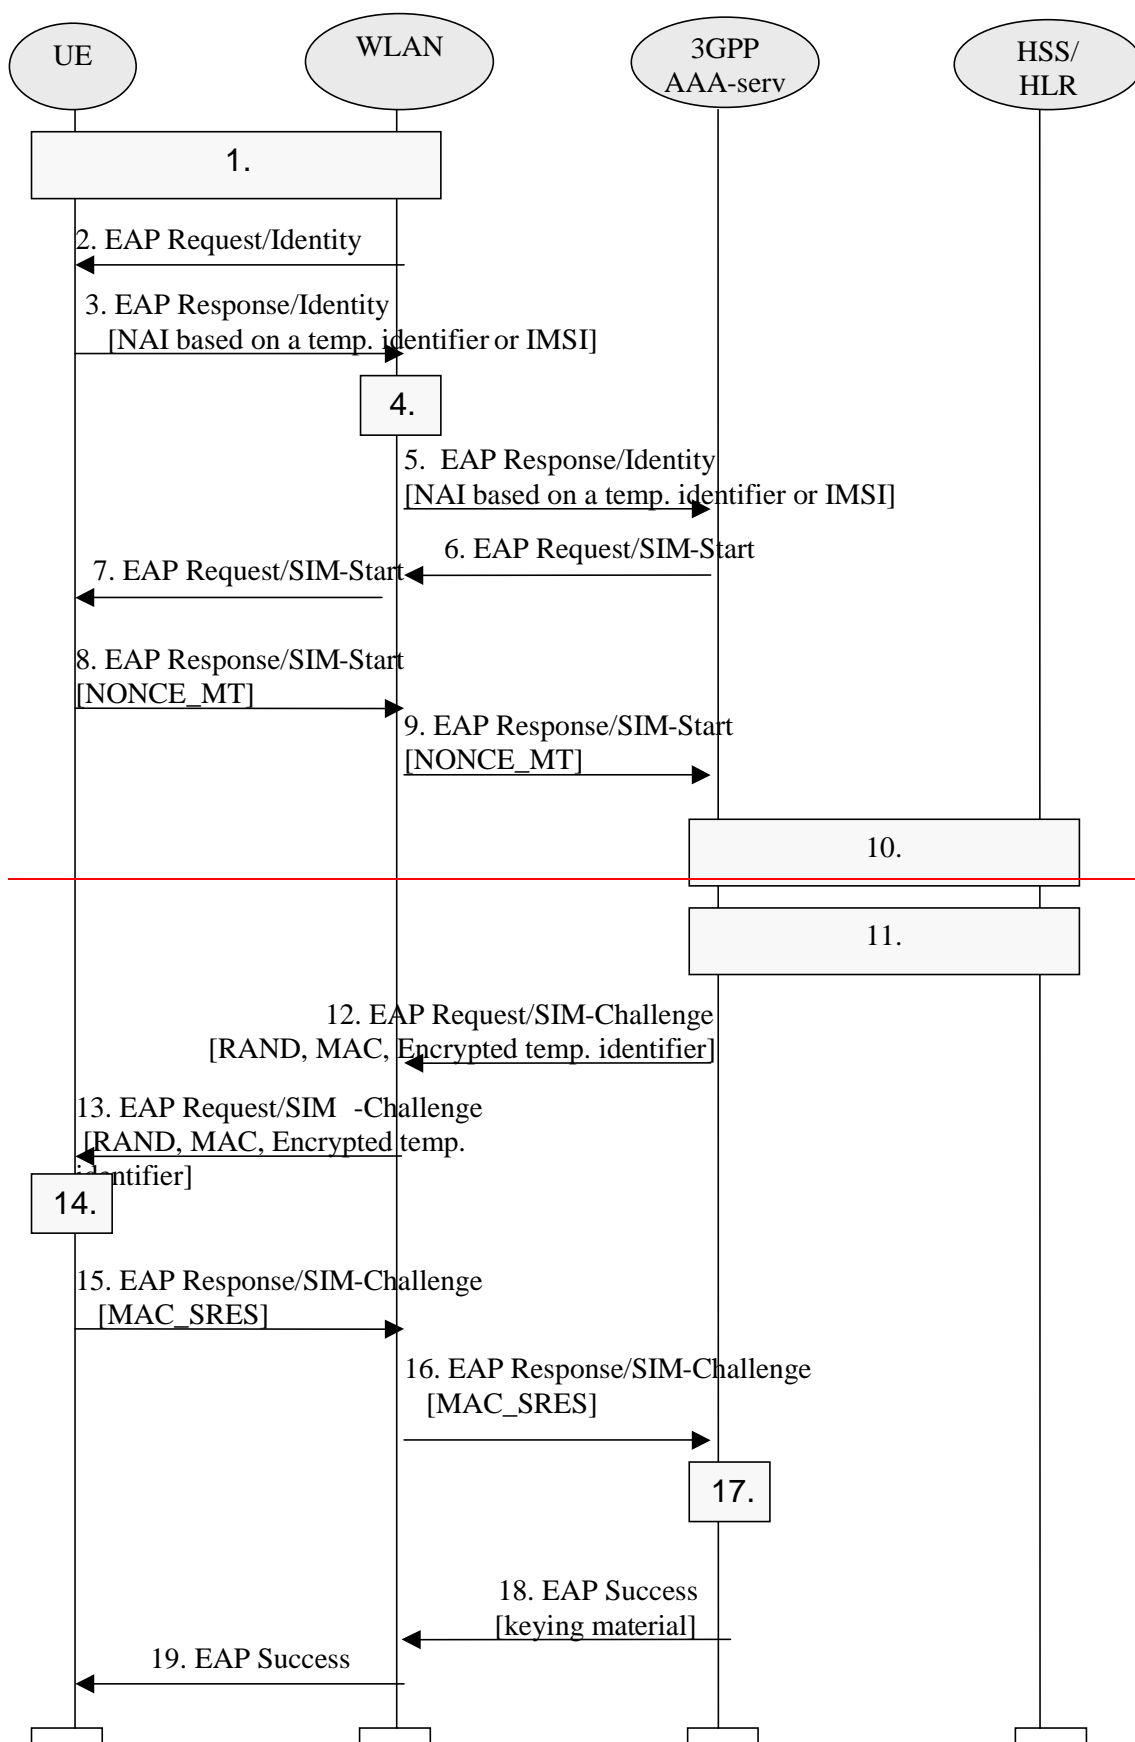 UE
WLAN
3GPP
AAA-serv
HSS/
HLR
1.
2. EAP Request/Identity
3. EAP Response/Identity
[NAI based on a temp. identifier or IMSI]
4.
5. EAP Response/Identity
[NAI based on a temp. identifier or IMSI]
6. EAP Request/SIM-Start
7. EAP Request/SIM-Start
8. EAP Response/SIM-Start
[NONCE_MT]
9. EAP Response/SIM-Start
[NONCE_MT]
10.
11.
12. EAP Request/SIM-Challenge
[RAND, MAC, Encrypted temp. identifier]
13. EAP Request/SIM -Challenge
[RAND, MAC, Encrypted temp.
identifier]
14.
15. EAP Response/SIM-Challenge
[MAC_SRES]
16. EAP Response/SIM-Challenge
[MAC_SRES]
17.
18. EAP Success
[keying material]
19. EAP Success